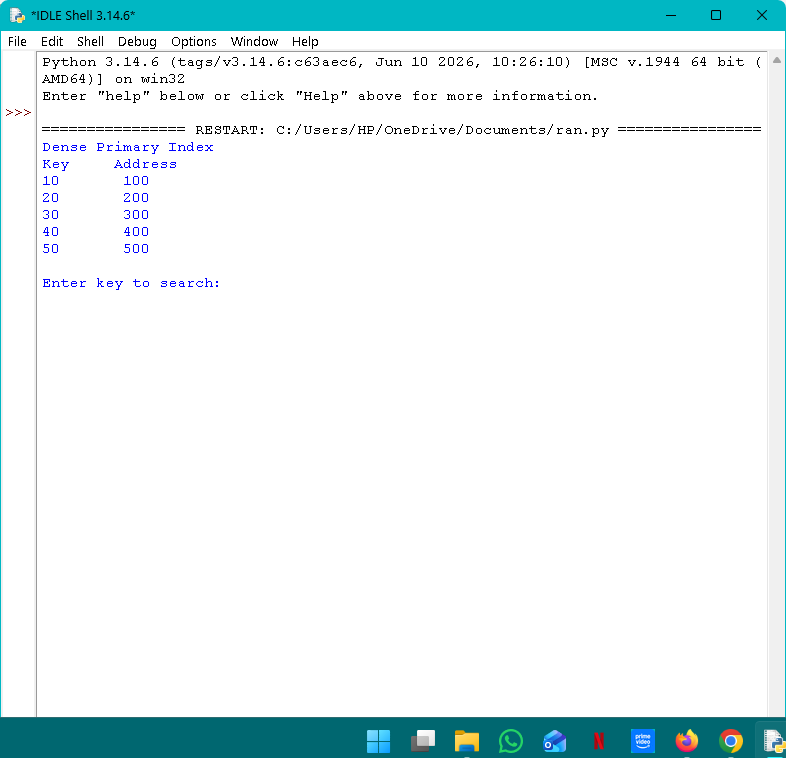 *IDLE Shell 3.14.6*
File Edit Shell Debug Options Window Help
Python 3.14.6 (tags/v3.14.6:c63aec6, Jun 10 2026, 10:26:10) [MSC v.1944 64 bit (
AMD64)] on win32
Enter "help" below or click "Help" above for more information.
>>>
================ RESTART: C:/Users/HP/OneDrive/Documents/ran.py ================
Dense Primary Index
Key     Address
10       100
20       200
30       300
40       400
50       500
Enter key to search:
prime
video